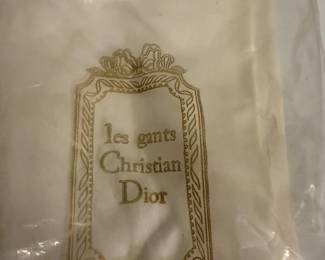 les gants
Christian
Dior